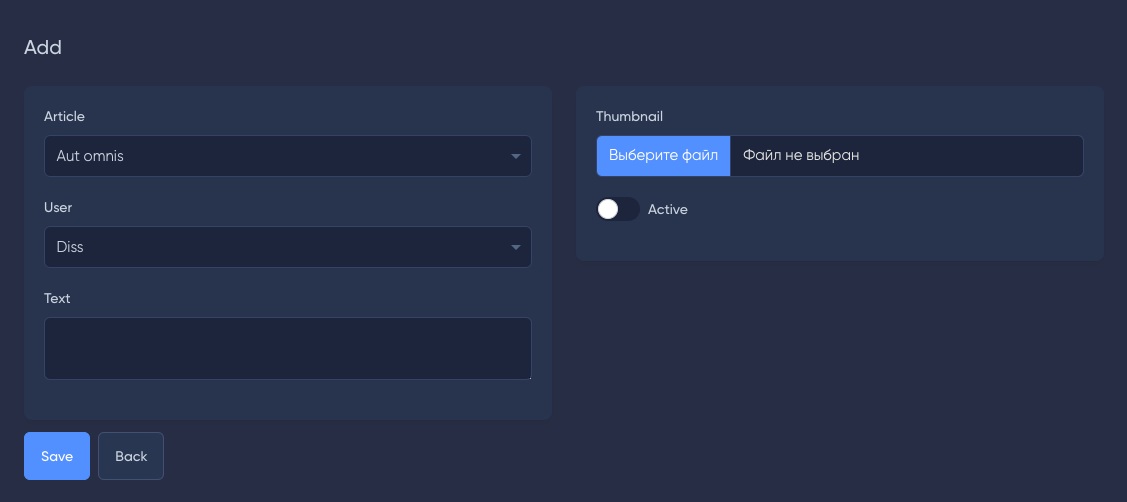 Add
Article
Aut omnis
User
Diss
Text
Thumbnail
Выберите файл Файл не выбран
Active
Save Back